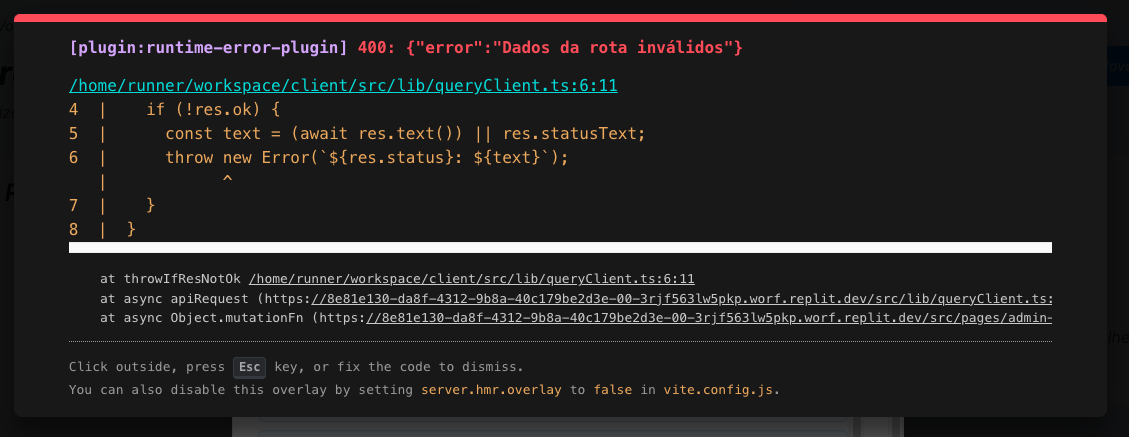 [plugin:runtime-error-plugin] 400: {"error":"Dados da rota inválidos"}
/home/runner/workspace/client/src/lib/queryClient.ts:6:11
4  |    if (!res.ok) {
5  |      const text = (await res.text()) || res.statusText;
6  |      throw new Error(`${res.status}: ${text}`);
   |            ^
7  |    }
8  |  }
at throwIfResNotOk /home/runner/workspace/client/src/lib/queryClient.ts:6:11
at async apiRequest (https://8e81e130-da8f-4312-9b8a-40c179be2d3e-00-3rjf563lw5pkp.worf.replit.dev/src/lib/queryClient.ts:
at async Object.mutationFn (https://8e81e130-da8f-4312-9b8a-40c179be2d3e-00-3rjf563lw5pkp.worf.replit.dev/src/pages/admin-
Click outside, press Esc key, or fix the code to dismiss.
You can also disable this overlay by setting server.hmr.overlay to false in vite.config.js.